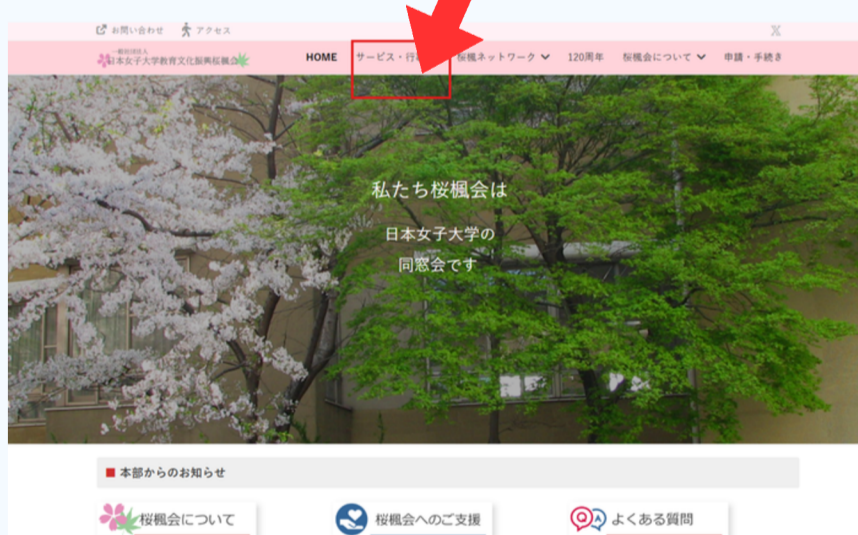 お問い合わせ アクセス
一般社団法人
日本女子大学教育文化振興桜楓会
HOME サービス・行 桜楓ネットワーク 120周年 桜楓会について 申請・手続き
私たち桜楓会は
日本女子大学の
同窓会です
本部からのお知らせ
桜楓会について 桜楓会へのご支援 Q A よくある質問